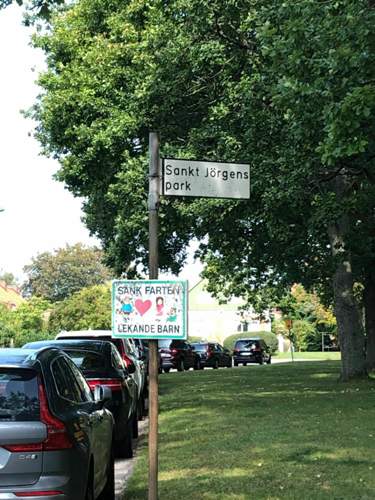 Sankt Jörgens
park
SÄNK FARTEN
LEKANDE BARN